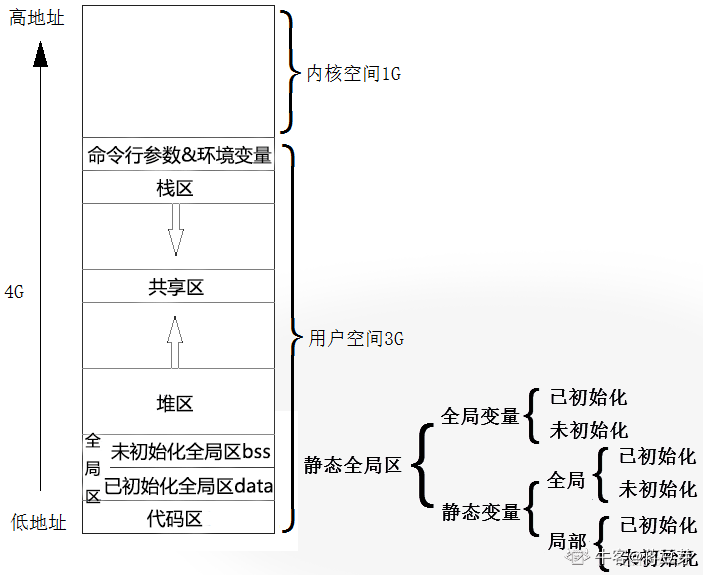 高地址
内核空间1G
命令行参数&环境变量
栈区
4G
共享区
用户空间3G
堆区
全局区
未初始化全局区bss
已初始化全局区data
低地址
代码区
静态全局区
全局变量
已初始化
未初始化
静态变量
全局
已初始化
未初始化
局部
已初始化
未初始化